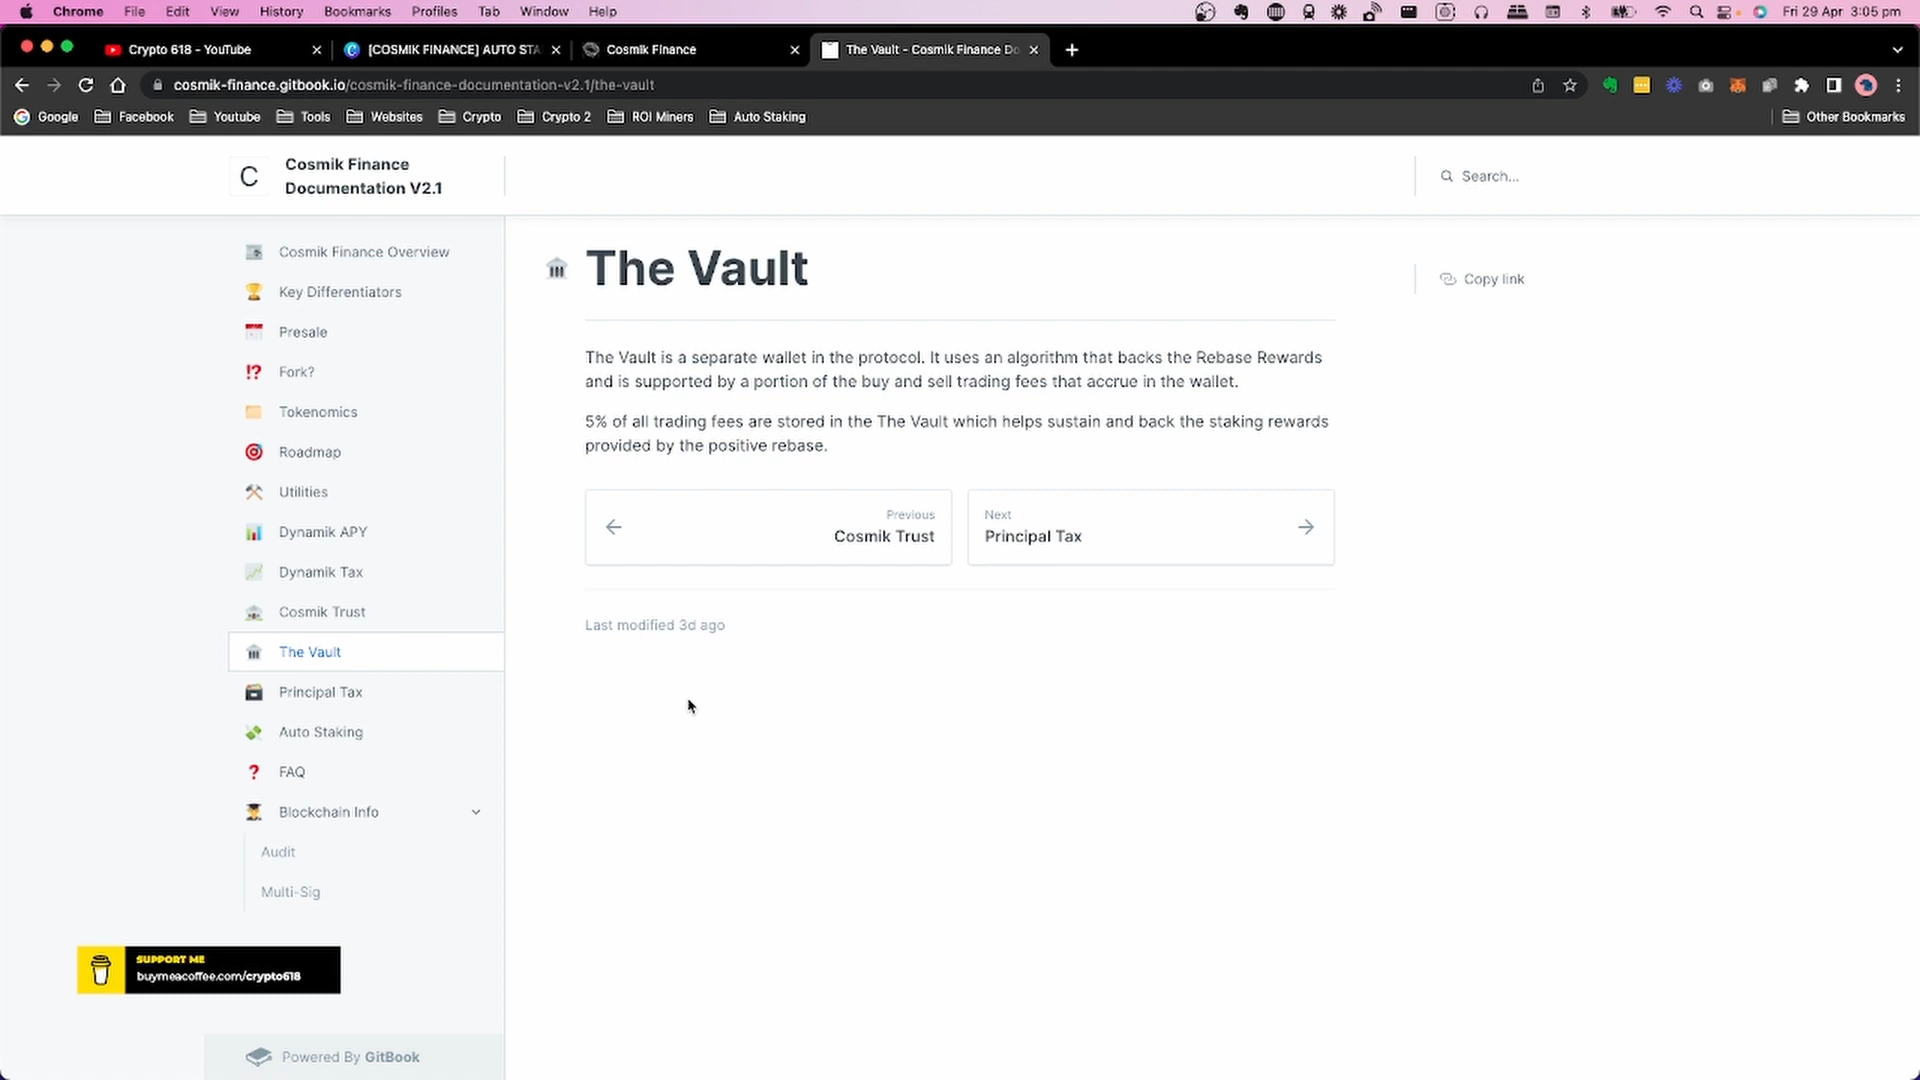 Chrome File Edit View History Bookmarks Profiles Tab Window Help Fri 29 Apr 3:05 pm
Crypto 618 - YouTube [COSMIK FINANCE] AUTO STA Cosmik Finance The Vault - Cosmik Finance Do
cosmik-finance.gitbook.io/cosmik-finance-documentation-v2.1/the-vault
Google Facebook Youtube Tools Websites Crypto Crypto 2 ROI Miners Auto Staking Other Bookmarks
C
Cosmik Finance
Documentation V2.1
Search...
Cosmik Finance Overview
Key Differentiators
Presale
Fork?
Tokenomics
Roadmap
Utilities
Dynamik APY
Dynamik Tax
Cosmik Trust
The Vault
Principal Tax
Auto Staking
FAQ
Blockchain Info
Audit
Multi-Sig
SUPPORT ME
buymeacoffee.com/crypto618
Powered By GitBook
The Vault
Copy link
The Vault is a separate wallet in the protocol. It uses an algorithm that backs the Rebase Rewards
and is supported by a portion of the buy and sell trading fees that accrue in the wallet.
5% of all trading fees are stored in the The Vault which helps sustain and back the staking rewards
provided by the positive rebase.
Previous
Cosmik Trust
Next
Principal Tax
Last modified 3d ago